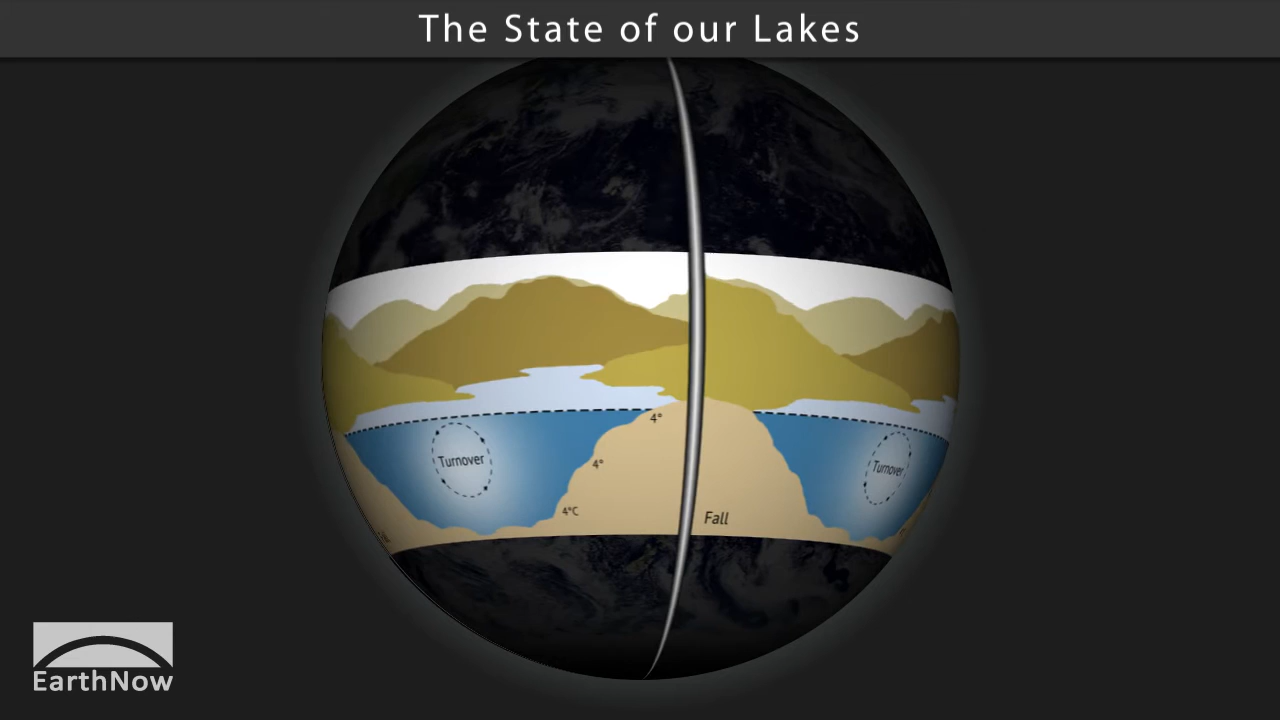 The State of our Lakes
4°
Turnover
4°
Turnover
4°C
Fall
EarthNow